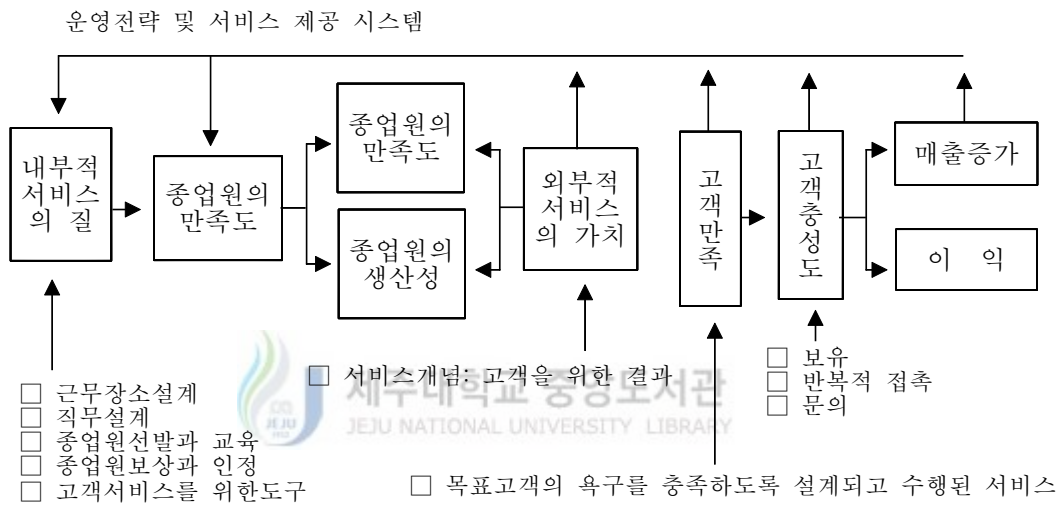 운영전략 및 서비스 제공 시스템
내부적
서비스
의 질
종업원의
만족도
종업원의
만족도
종업원의
생산성
외부적
서비스
의 가치
고객만족
고객충성도
매출증가
이 익
□ 근무장소설계
□ 직무설계
□ 종업원선발과 교육
□ 종업원보상과 인정
□ 고객서비스를 위한도구
□ 서비스개념: 고객을 위한 결과
□ 보유
□ 반복적 접촉
□ 문의
□ 목표고객의 욕구를 충족하도록 설계되고 수행된 서비스
제주대학교 중앙도서관
JEJU NATIONAL UNIVERSITY LIBRARY
JEJU
1952